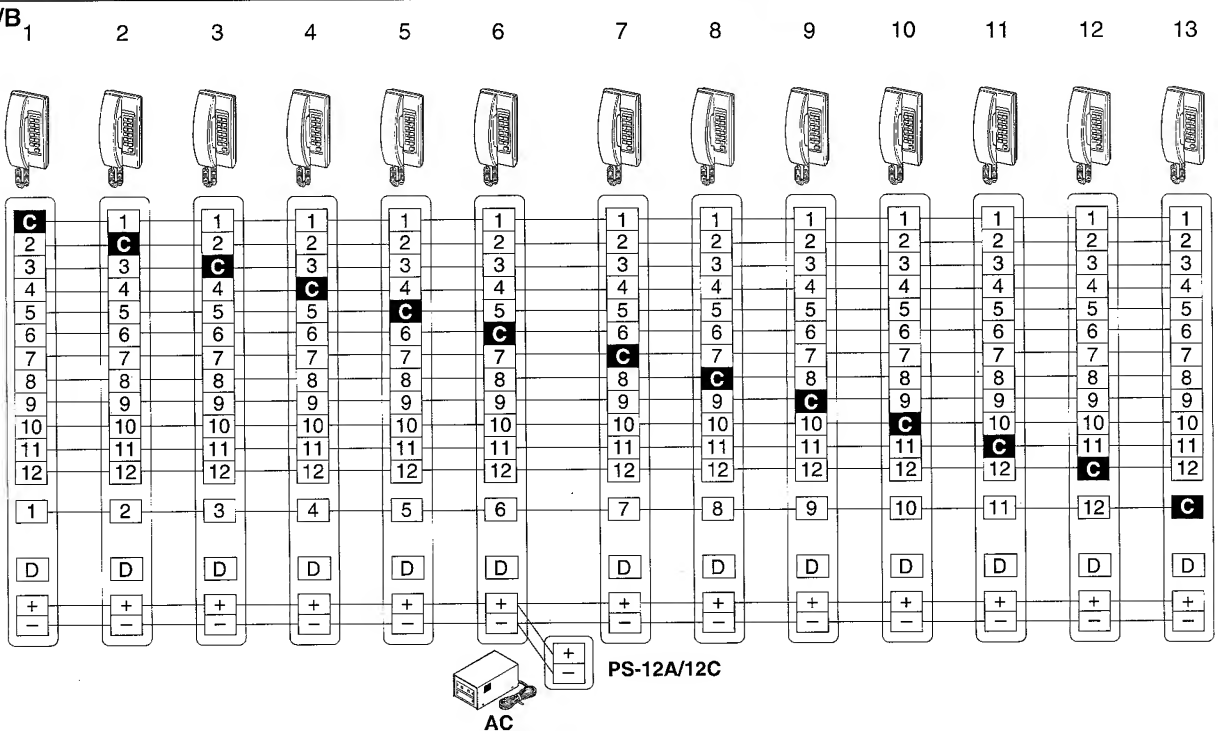 /B
1 2 3 4 5 6 7 8 9 10 11 12 13
C 1 1 1 1 1 1 1 1 1 1 1 1
2 C 2 2 2 2 2 2 2 2 2 2 2
3 3 C 3 3 3 3 3 3 3 3 3 3
4 4 4 C 4 4 4 4 4 4 4 4 4
5 5 5 5 C 5 5 5 5 5 5 5 5
6 6 6 6 6 C 6 6 6 6 6 6 6
7 7 7 7 7 7 C 7 7 7 7 7 7
8 8 8 8 8 8 8 C 8 8 8 8 8
9 9 9 9 9 9 9 9 C 9 9 9 9
10 10 10 10 10 10 10 10 10 C 10 10 10
11 11 11 11 11 11 11 11 11 11 C 11 11
12 12 12 12 12 12 12 12 12 12 12 C 12
1 2 3 4 5 6 7 8 9 10 11 12 C
D D D D D D D D D D D D D
+ + + + + + + + + + + + +
− − − − − − − − − − − − −
+
−
PS-12A/12C
AC